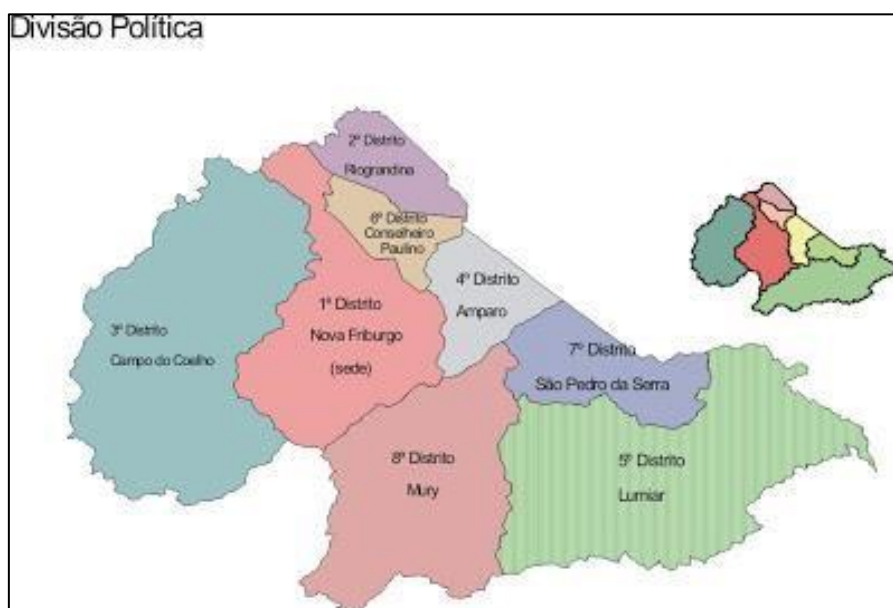 Divisão Política
2º Distrito
Riograndina
6º Distrito
Conselheiro
Paulino
4º Distrito
Amparo
1º Distrito
Nova Friburgo
(sede)
3º Distrito
Campo do Coelho
7º Distrito
São Pedro da Serra
8º Distrito
Mury
5º Distrito
Lumiar